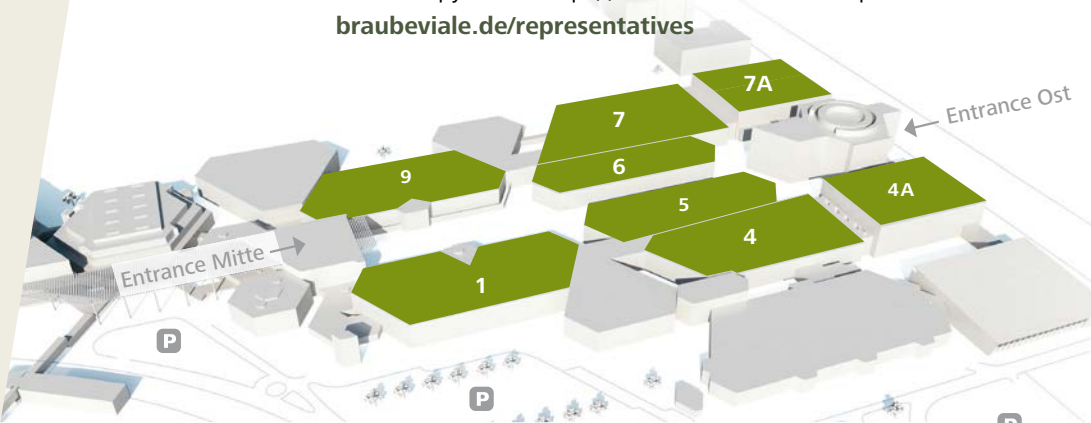 braubeviale.de/representatives
7A
Entrance Ost
7
6
9
4A
5
4
Entrance Mitte
1
P
P